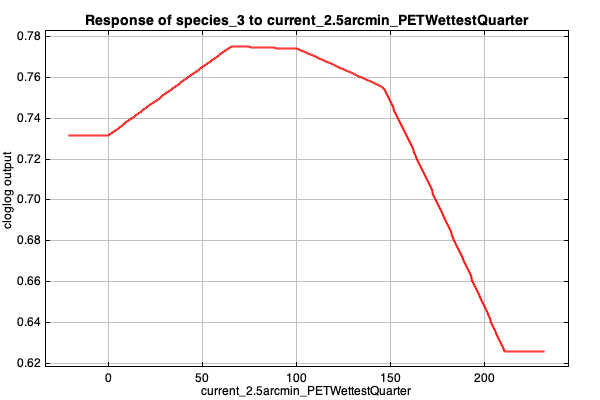 Response of species_3 to current_2.5arcmin_PETWettestQuarter
0.78
0.76
0.74
0.72
0.70
0.68
0.66
0.64
0.62
cloglog output
0 50 100 150 200
current_2.5arcmin_PETWettestQuarter